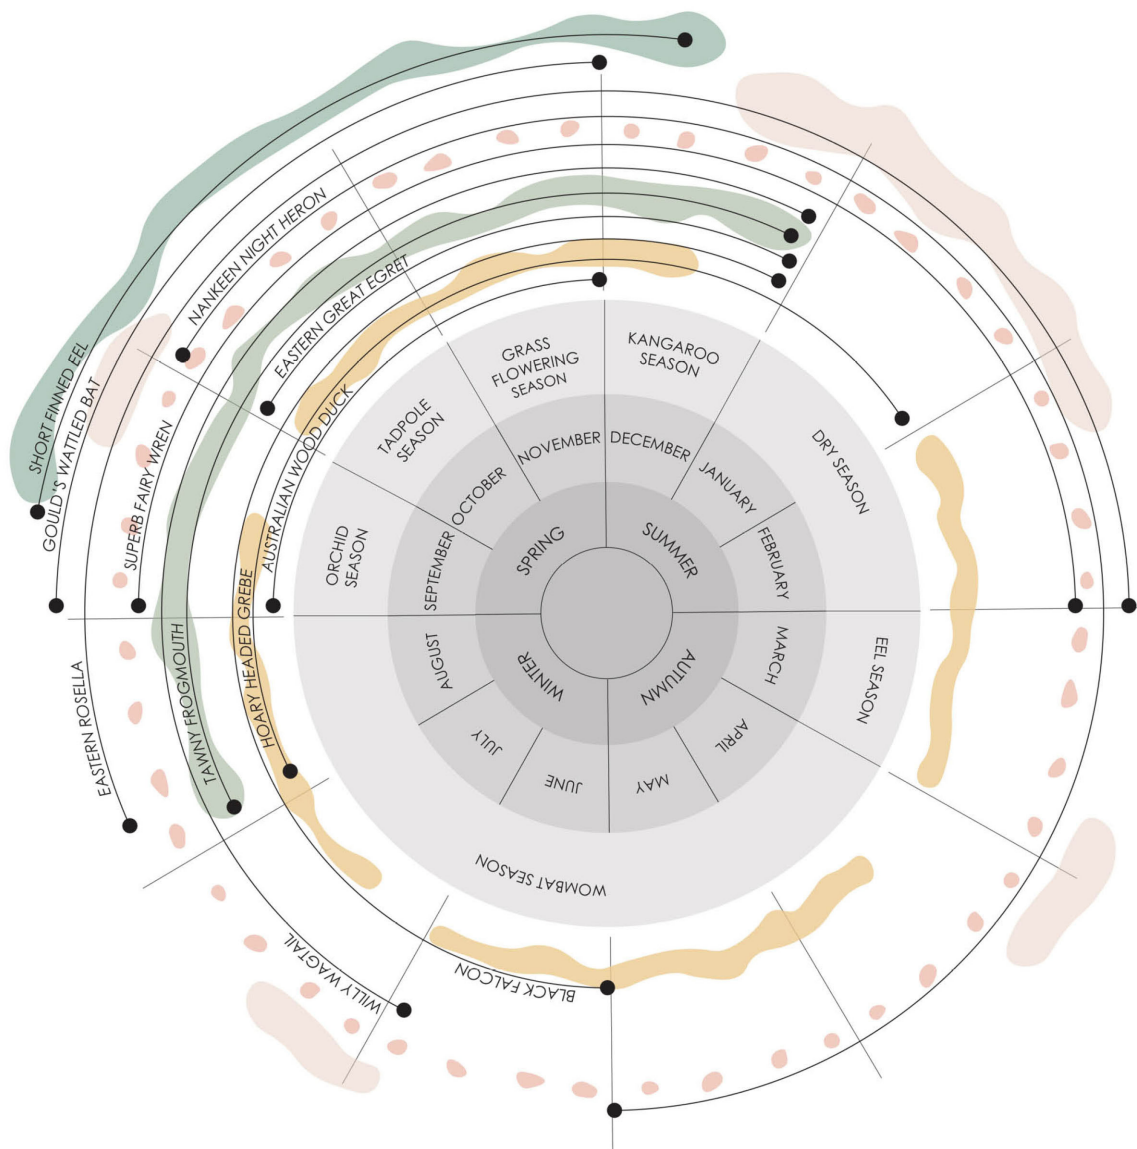 SHORT FINNED EEL
GOULD'S WATTLED BAT
NANKEEN NIGHT HERON
SUPERB FAIRY WREN
EASTERN ROSELLA
TAWNY FROGMOUTH
EASTERN GREAT EGRET
HOARY HEADED GREBE
AUSTRALIAN WOOD DUCK
WILLY WAGTAIL
BLACK FALCON
GRASS
FLOWERING
SEASON
KANGAROO
SEASON
TADPOLE
SEASON
DRY SEASON
ORCHID
SEASON
EEL SEASON
WOMBAT SEASON
NOVEMBER
DECEMBER
OCTOBER
JANUARY
SEPTEMBER
FEBRUARY
AUGUST
MARCH
JULY
APRIL
JUNE
MAY
SPRING
SUMMER
WINTER
AUTUMN